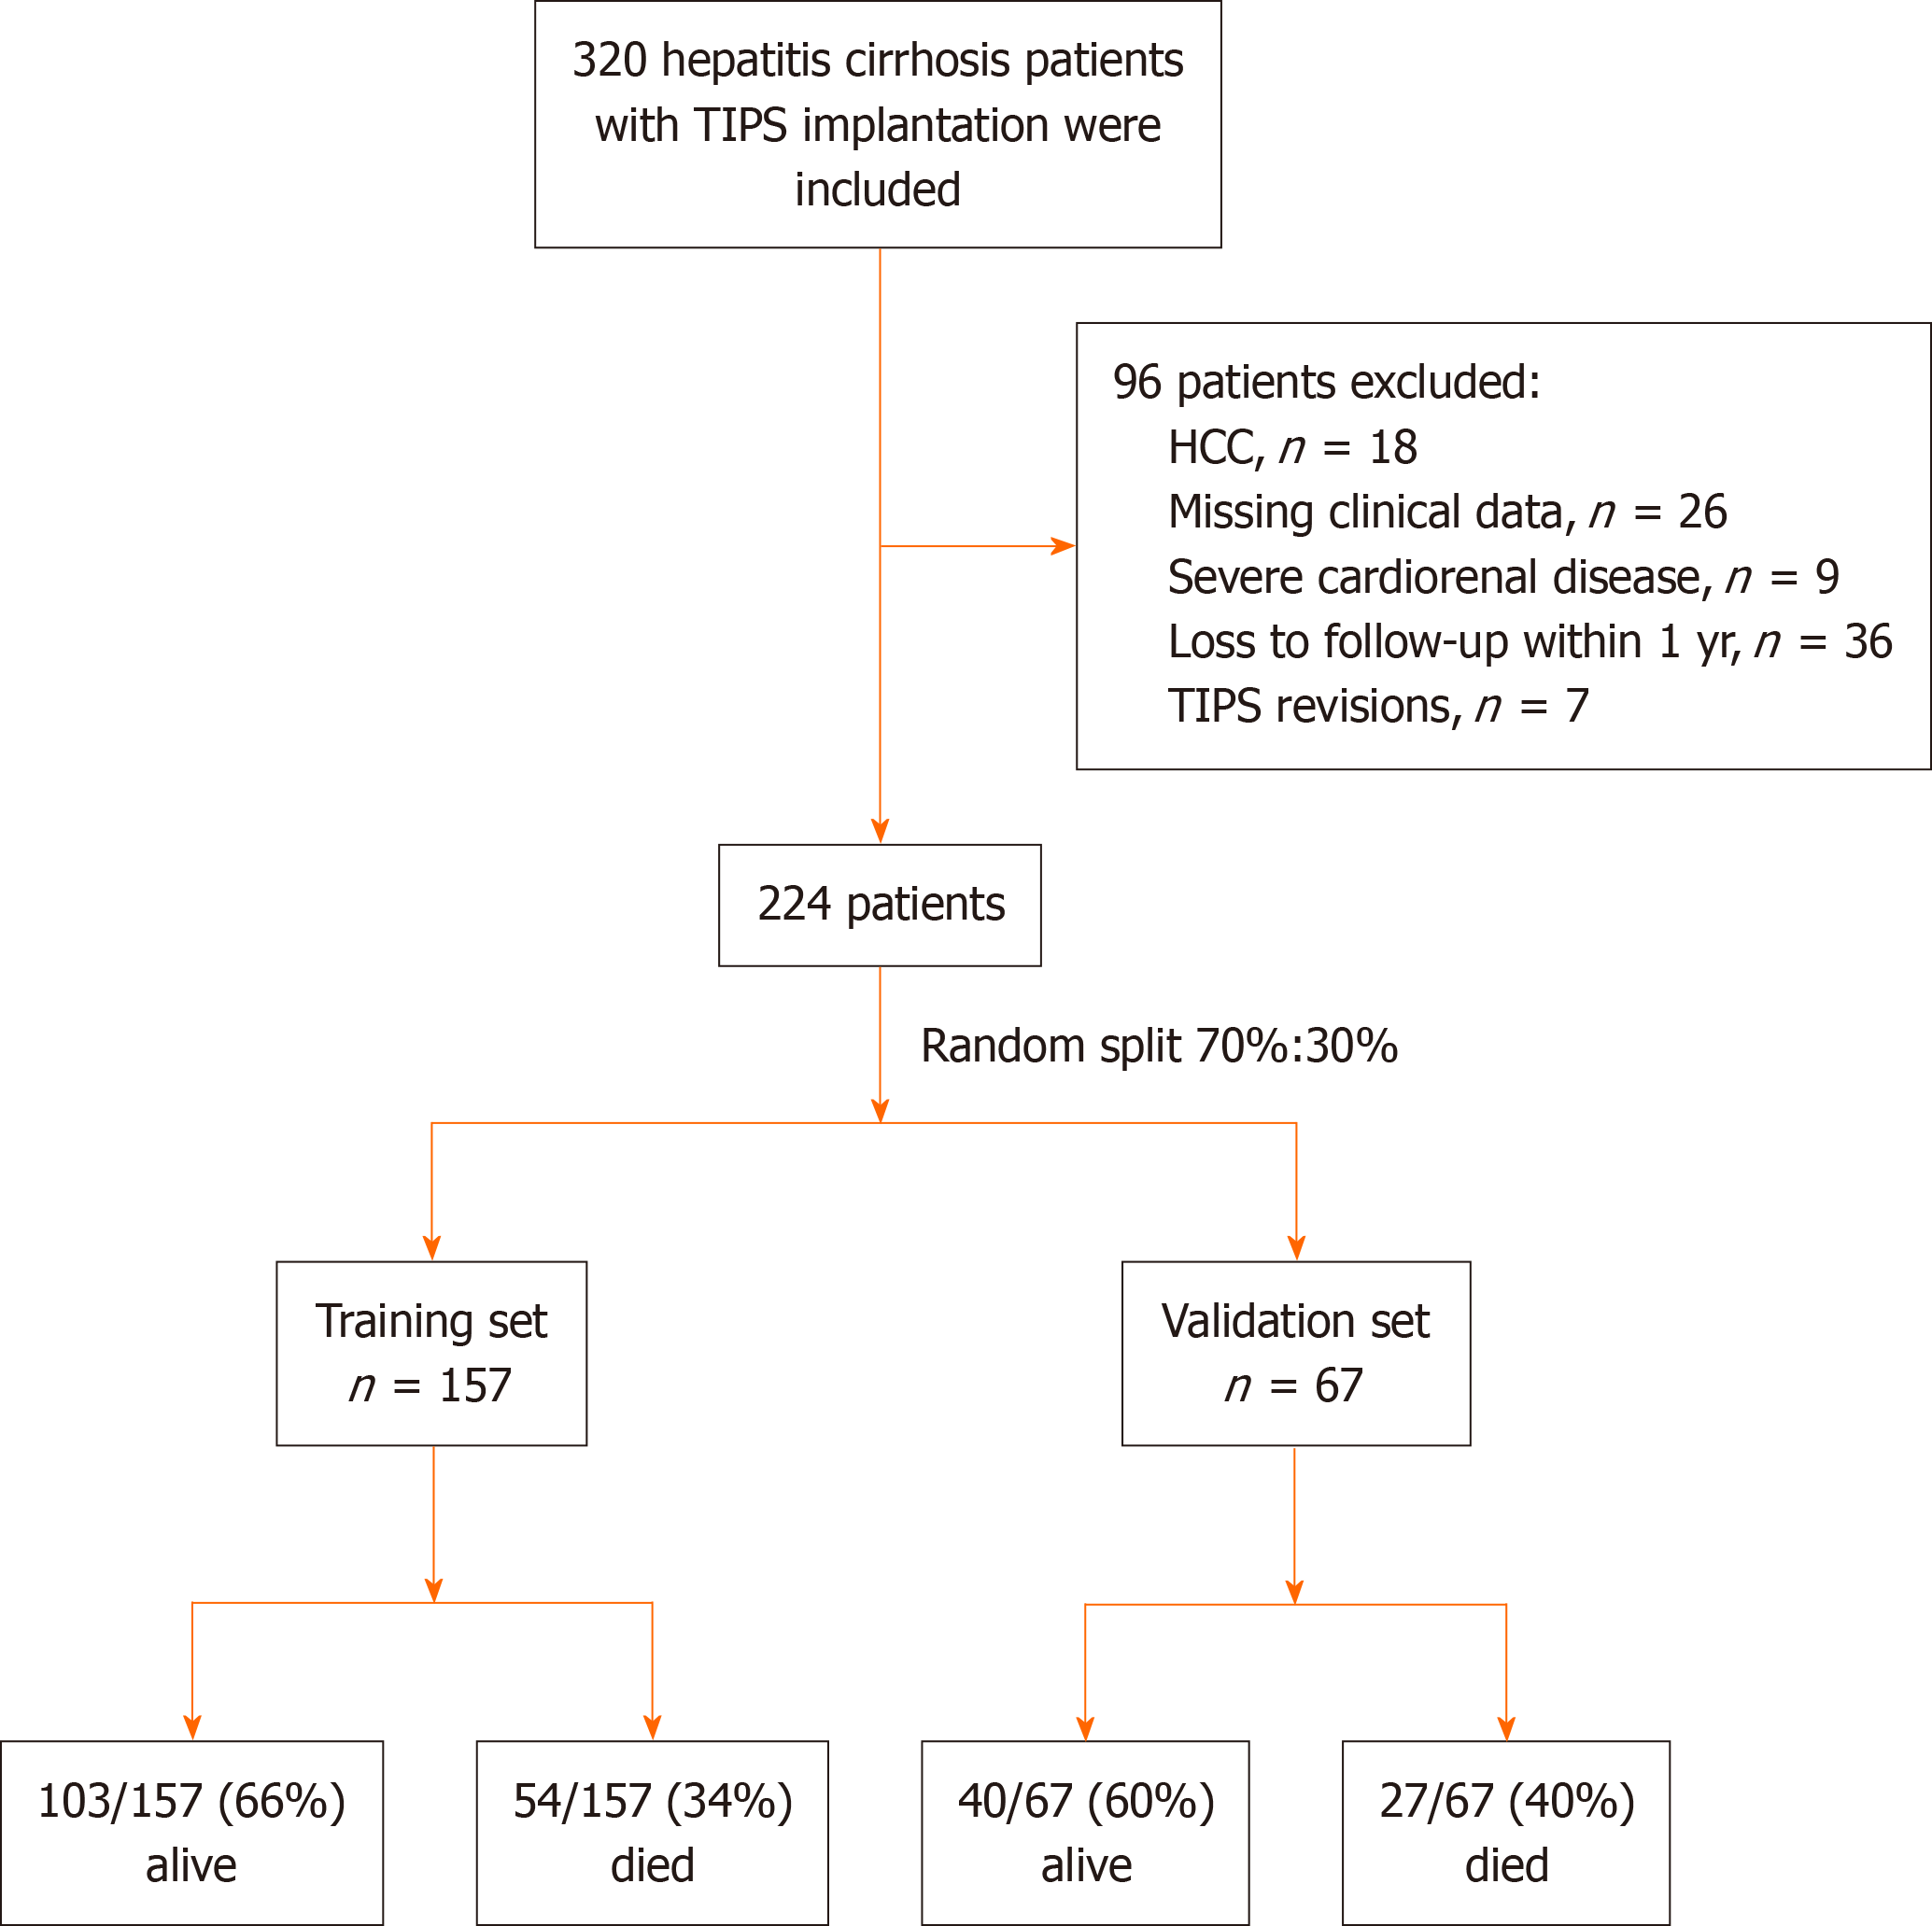 320 hepatitis cirrhosis patients
with TIPS implantation were
included
96 patients excluded:
HCC, n = 18
Missing clinical data, n = 26
Severe cardiorenal disease, n = 9
Loss to follow-up within 1 yr, n = 36
TIPS revisions, n = 7
224 patients
Random split 70%:30%
Training set
n = 157
Validation set
n = 67
103/157 (66%)
alive
54/157 (34%)
died
40/67 (60%)
alive
27/67 (40%)
died